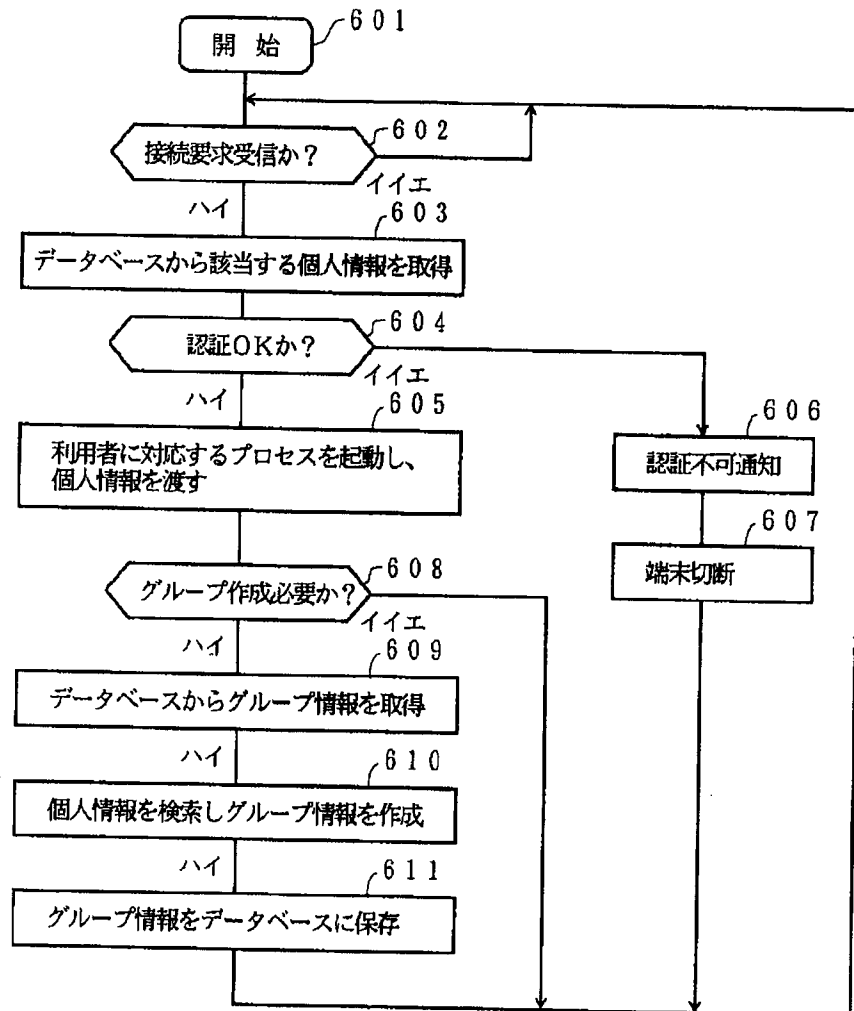 開 始
601
接続要求受信か？
602
イイエ
ハイ
603
データベースから該当する個人情報を取得
認証OKか？
604
イイエ
ハイ
605
利用者に対応するプロセスを起動し、
個人情報を渡す
606
認証不可通知
607
端末切断
グループ作成必要か？
608
イイエ
ハイ
609
データベースからグループ情報を取得
ハイ
610
個人情報を検索しグループ情報を作成
ハイ
611
グループ情報をデータベースに保存